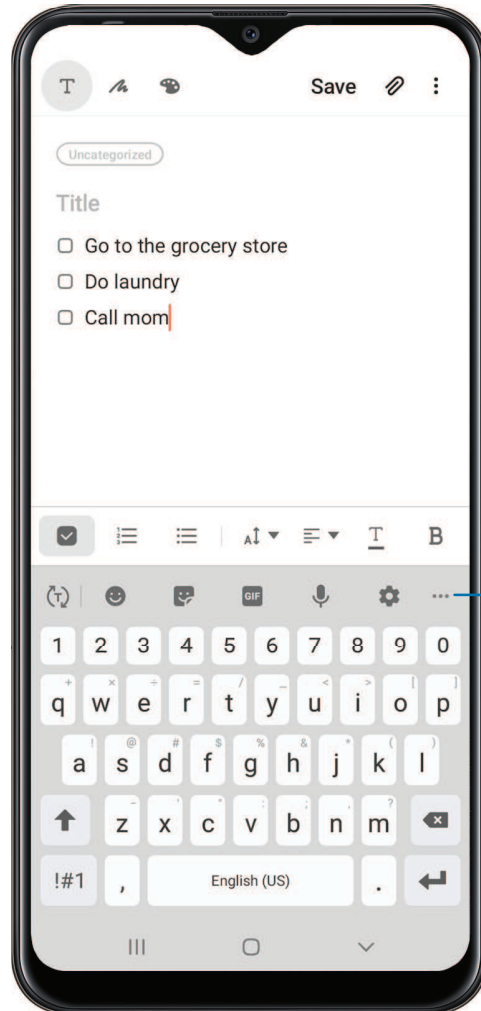 T Save
Uncategorized
Title
Go to the grocery store
Do laundry
Call mom
A T B
T GIF
1 2 3 4 5 6 7 8 9 0
+ × ÷ = / _ < > [ ]
q w e r t y u i o p
! @ # $ % & * ( )
a s d f g h j k l
- ' " : ; , ?
z x c v b n m
!#1 , English (US) .